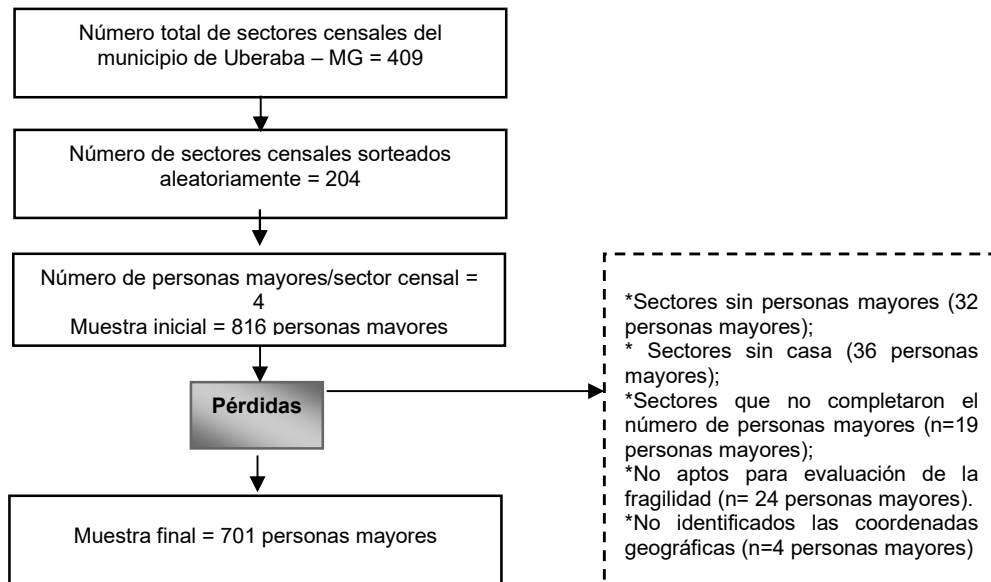 Número total de sectores censales del
municipio de Uberaba – MG = 409
Número de sectores censales sorteados
aleatoriamente = 204
Número de personas mayores/sector censal =
4
Muestra inicial = 816 personas mayores
Pérdidas
*Sectores sin personas mayores (32
personas mayores);
* Sectores sin casa (36 personas
mayores);
*Sectores que no completaron el
número de personas mayores (n=19
personas mayores);
*No aptos para evaluación de la
fragilidad (n= 24 personas mayores).
*No identificados las coordenadas
geográficas (n=4 personas mayores)
Muestra final = 701 personas mayores